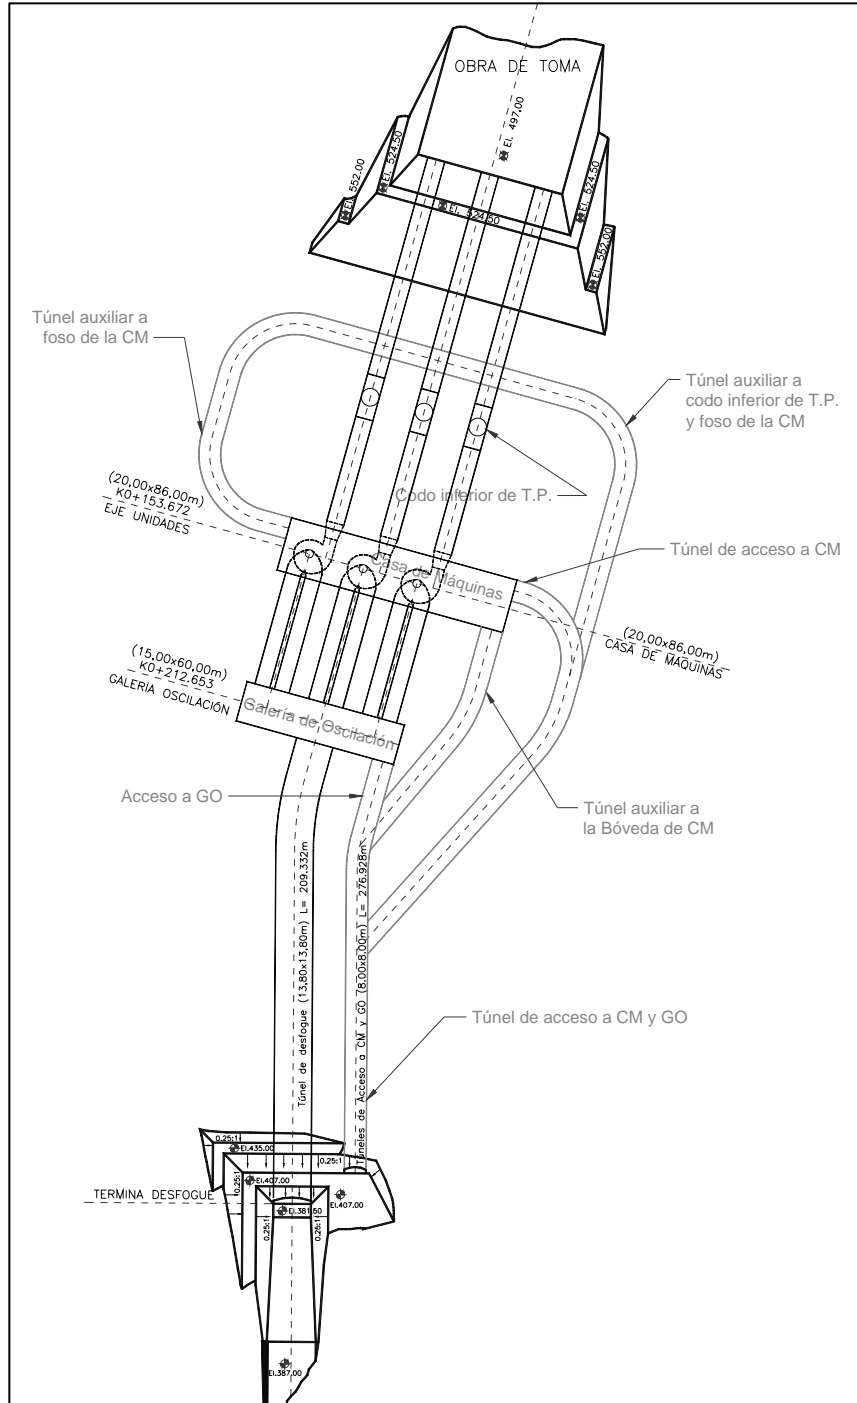 OBRA DE TOMA
El. 497.00
El. 552.00
El. 524.50
El. 524.50
El. 524.50
El. 552.00
Túnel auxiliar a
foso de la CM
Túnel auxiliar a
codo inferior de T.P.
y foso de la CM
(20,00x86,00m)
K0+153.672
EJE UNIDADES
Codo inferior de T.P.
Túnel de acceso a CM
Casa de Máquinas
(20,00x86,00m)
CASA DE MAQUINAS
(15,00x60,00m)
K0+212.653
GALERIA OSCILACIÓN
Galería de Oscilación
Acceso a GO
Túnel auxiliar a
la Bóveda de CM
Túnel de desfogue (13,80x13,80m) L= 209.332m
Túneles de Acceso a CM y GO (8.00x8,00m) L= 276.928m
Túnel de acceso a CM y GO
0.25:1
El.435.00
0.25:1
0.25:1
El.407.00
TERMINA DESFOGUE
El.407.00
El.381.60
0.25:1
0.25:1
El.387.00